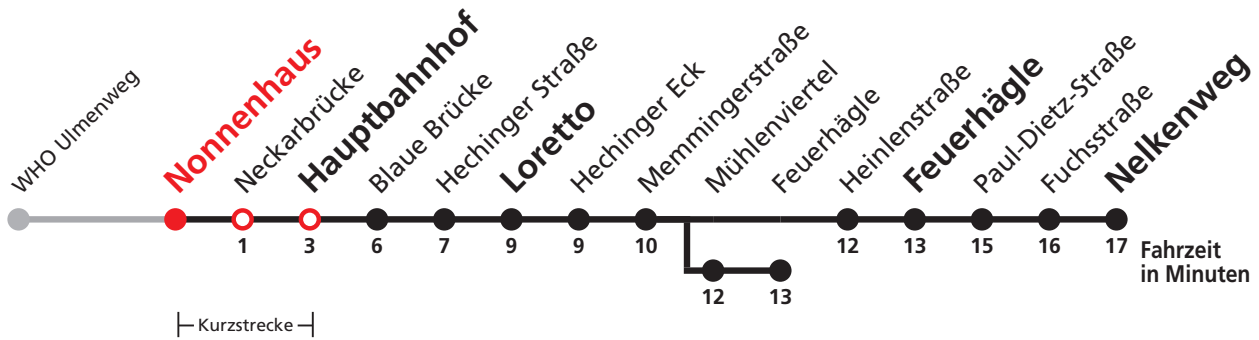 WHO Ulmenweg
Nonnenhaus
Neckarbrücke
Hauptbahnhof
Blaue Brücke
Hechinger Straße
Loretto
Hechinger Eck
Memmingerstraße
Mühlenviertel
Feuerhägle
Heinlenstraße
Feuerhägle
Paul-Dietz-Straße
Fuchsstraße
Nelkenweg
1 3 6 7 9 9 10 12 13 15 16 17
Fahrzeit
in Minuten
12 13
Kurzstrecke